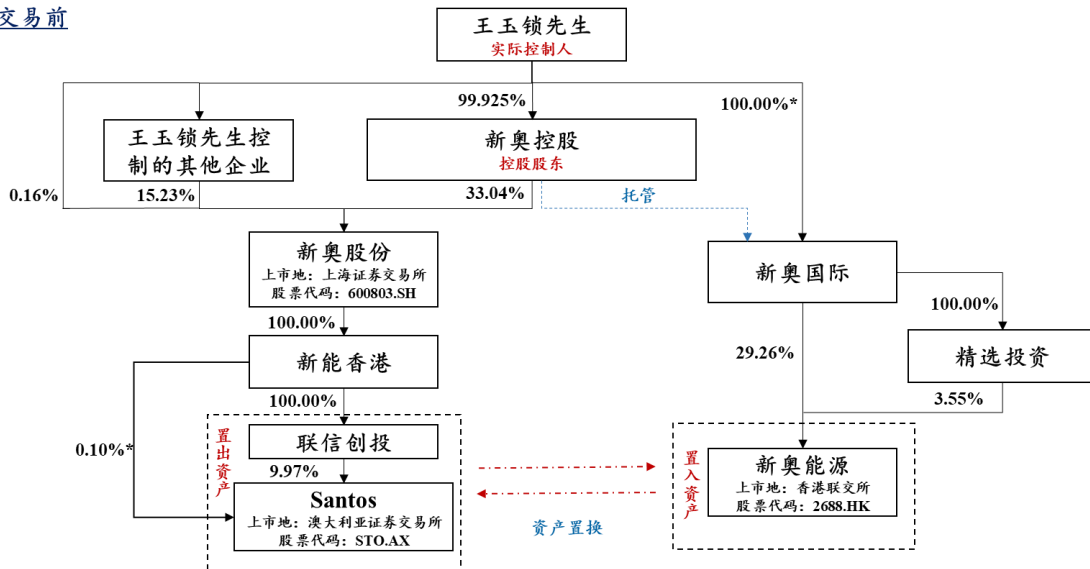 交易前
王玉锁先生
实际控制人
99.925%
100.00%*
王玉锁先生控
制的其他企业
新奥控股
控股股东
0.16%
15.23%
33.04%
托管
新奥股份
上市地：上海证券交易所
股票代码：600803.SH
新奥国际
100.00%
100.00%
新能香港
29.26%
精选投资
100.00%
3.55%
0.10%*
置出资产
联信创投
9.97%
Santos
上市地：澳大利亚证券交易所
股票代码：STO.AX
资产置换
置入资产
新奥能源
上市地：香港联交所
股票代码：2688.HK